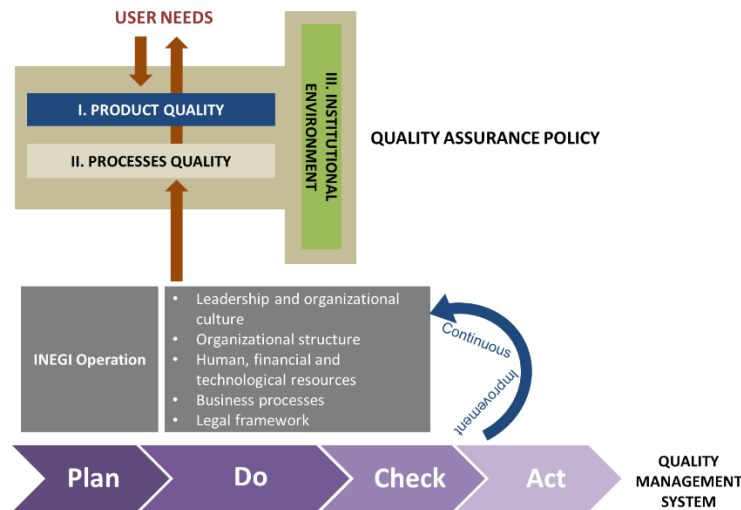 USER NEEDS
I. PRODUCT QUALITY
II. PROCESSES QUALITY
III. INSTITUTIONAL
ENVIRONMENT
QUALITY ASSURANCE POLICY
INEGI Operation
• Leadership and organizational
culture
• Organizational structure
• Human, financial and
technological resources
• Business processes
• Legal framework
Continuous
Improvement
Plan
Do
Check
Act
QUALITY
MANAGEMENT
SYSTEM